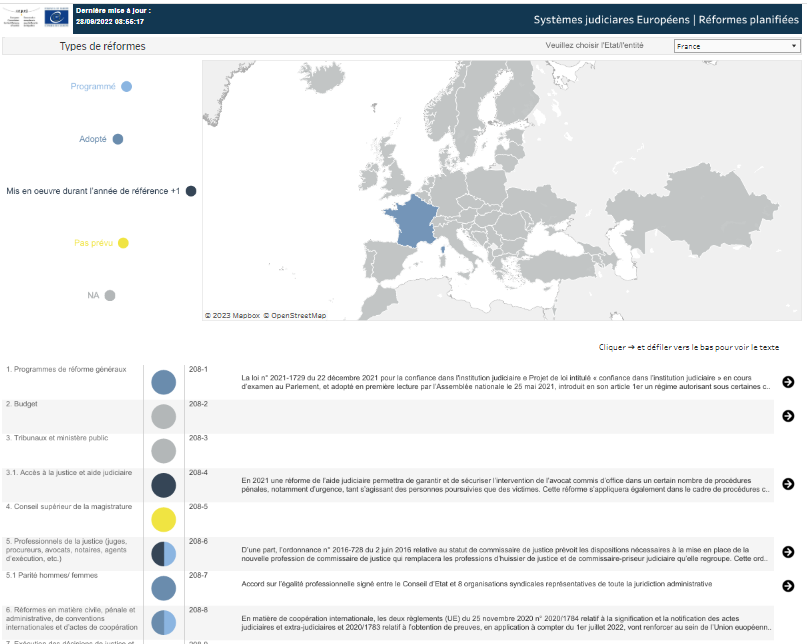 Dernière mise à jour :
28/09/2022 03:55:17
Systèmes judiciares Européens | Réformes planifiées
Types de réformes
Veuillez choisir l'Etat/l'entité
France
Programmé
Adopté
Mis en oeuvre durant l'année de référence +1
Pas prévu
NA
© 2023 Mapbox © OpenStreetMap
Cliquer → et défiler vers le bas pour voir le texte
1. Programmes de réforme généraux
208-1
La loi n° 2021-1729 du 22 décembre 2021 pour la confiance dans l'institution judiciaire e Projet de loi intitulé « confiance dans l'institution judiciaire » en cours
d'examen au Parlement, et adopté en première lecture par l'Assemblée nationale le 25 mai 2021, introduit en son article 1er un régime autorisant sous certaines c..
2. Budget
208-2
3. Tribunaux et ministère public
208-3
3.1. Accès à la justice et aide judiciaire
208-4
En 2021 une réforme de l'aide judiciaire permettra de garantir et de sécuriser l'intervention de l'avocat commis d'office dans un certain nombre de procédures
pénales, notamment d'urgence, tant s'agissant des personnes poursuivies que des victimes. Cette réforme s'appliquera également dans le cadre de procédures c..
4. Conseil supérieur de la magistrature
208-5
5. Professionnels de la justice (juges,
procureurs, avocats, notaires, agents
d'exécution, etc.)
208-6
D'une part, l'ordonnance n° 2016-728 du 2 juin 2016 relative au statut de commissaire de justice prévoit les dispositions nécessaires à la mise en place de la
nouvelle profession de commissaire de justice qui remplacera les professions d'huissier de justice et de commissaire-priseur judiciaire qu'elle regroupe. Cette ord..
5.1 Parité hommes/ femmes
208-7
Accord sur l'égalité professionnelle signé entre le Conseil d'Etat et 8 organisations syndicales représentatives de toute la juridiction administrative
6. Réformes en matière civile, pénale et
administrative, de conventions
internationales et d'actes de coopération
208-8
En matière de coopération internationale, les deux règlements (UE) du 25 novembre 2020 n° 2020/1784 relatif à la signification et la notification des actes
judiciaires et extra-judiciaires et 2020/1783 relatif à l'obtention de preuves, en application à compter du 1er juillet 2022, vont renforcer au sein de l'Union européenn..